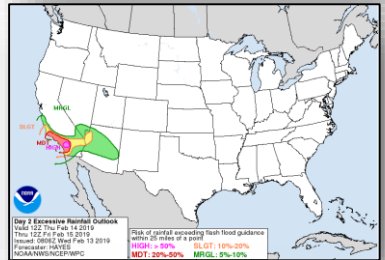 MRGL
SLGT
MDT
HIGH
NOAA
Day 2 Excessive Rainfall Outlook
Valid 12Z Thu Feb 14 2019
Thru 12Z Fri Feb 15 2019
Issued: 0806Z Wed Feb 13 2019
Forecaster: HAYES
NOAA/NWS/NCEP/WPC
Risk of rainfall exceeding flash flood guidance
within 25 miles of a point
HIGH: > 50% SLGT: 10%-20%
MDT: 20%-50% MRGL: 5%-10%